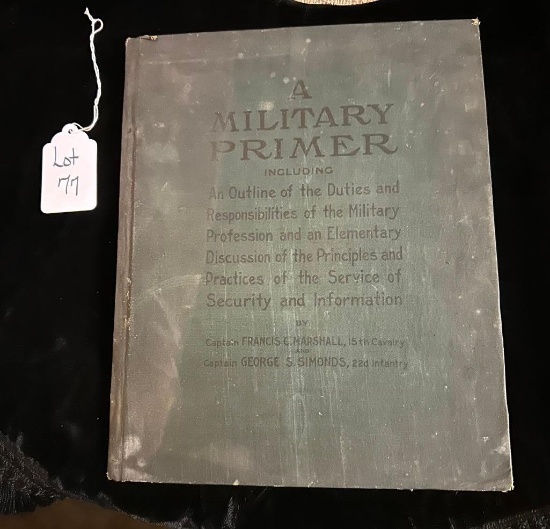 Lot
77
A
MILITARY
PRIMER
INCLUDING
An Outline of the Duties and
Responsibilities of the Military
Profession and an Elementary
Discussion of the Principles and
Practices of the Service of
Security and Information
BY
Captain FRANCIS C. MARSHALL, 15th Cavalry
AND
Captain GEORGE S. SIMONDS, 22d Infantry